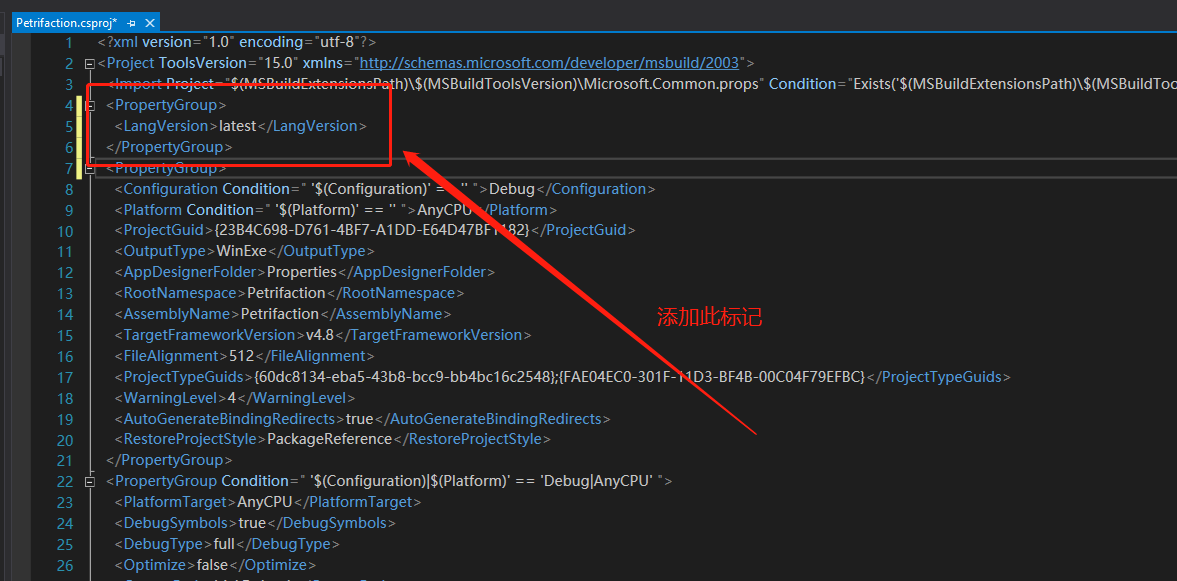 Petrifaction.csproj*
1 <?xml version="1.0" encoding="utf-8"?>
2 <Project ToolsVersion="15.0" xmlns="http://schemas.microsoft.com/developer/msbuild/2003">
3 <Import Project="$(MSBuildExtensionsPath)\$(MSBuildToolsVersion)\Microsoft.Common.props" Condition="Exists('$(MSBuildExtensionsPath)\$(MSBuildToo
4 <PropertyGroup>
5 <LangVersion>latest</LangVersion>
6 </PropertyGroup>
7 <PropertyGroup>
8 <Configuration Condition=" '$(Configuration)' == '' ">Debug</Configuration>
9 <Platform Condition=" '$(Platform)' == '' ">AnyCPU</Platform>
10 <ProjectGuid>{23B4C698-D761-4BF7-A1DD-E64D47BF1182}</ProjectGuid>
11 <OutputType>WinExe</OutputType>
12 <AppDesignerFolder>Properties</AppDesignerFolder>
13 <RootNamespace>Petrifaction</RootNamespace>
14 <AssemblyName>Petrifaction</AssemblyName>
15 <TargetFrameworkVersion>v4.8</TargetFrameworkVersion>
添加此标记
16 <FileAlignment>512</FileAlignment>
17 <ProjectTypeGuids>{60dc8134-eba5-43b8-bcc9-bb4bc16c2548};{FAE04EC0-301F-11D3-BF4B-00C04F79EFBC}</ProjectTypeGuids>
18 <WarningLevel>4</WarningLevel>
19 <AutoGenerateBindingRedirects>true</AutoGenerateBindingRedirects>
20 <RestoreProjectStyle>PackageReference</RestoreProjectStyle>
21 </PropertyGroup>
22 <PropertyGroup Condition=" '$(Configuration)|$(Platform)' == 'Debug|AnyCPU' ">
23 <PlatformTarget>AnyCPU</PlatformTarget>
24 <DebugSymbols>true</DebugSymbols>
25 <DebugType>full</DebugType>
26 <Optimize>false</Optimize>